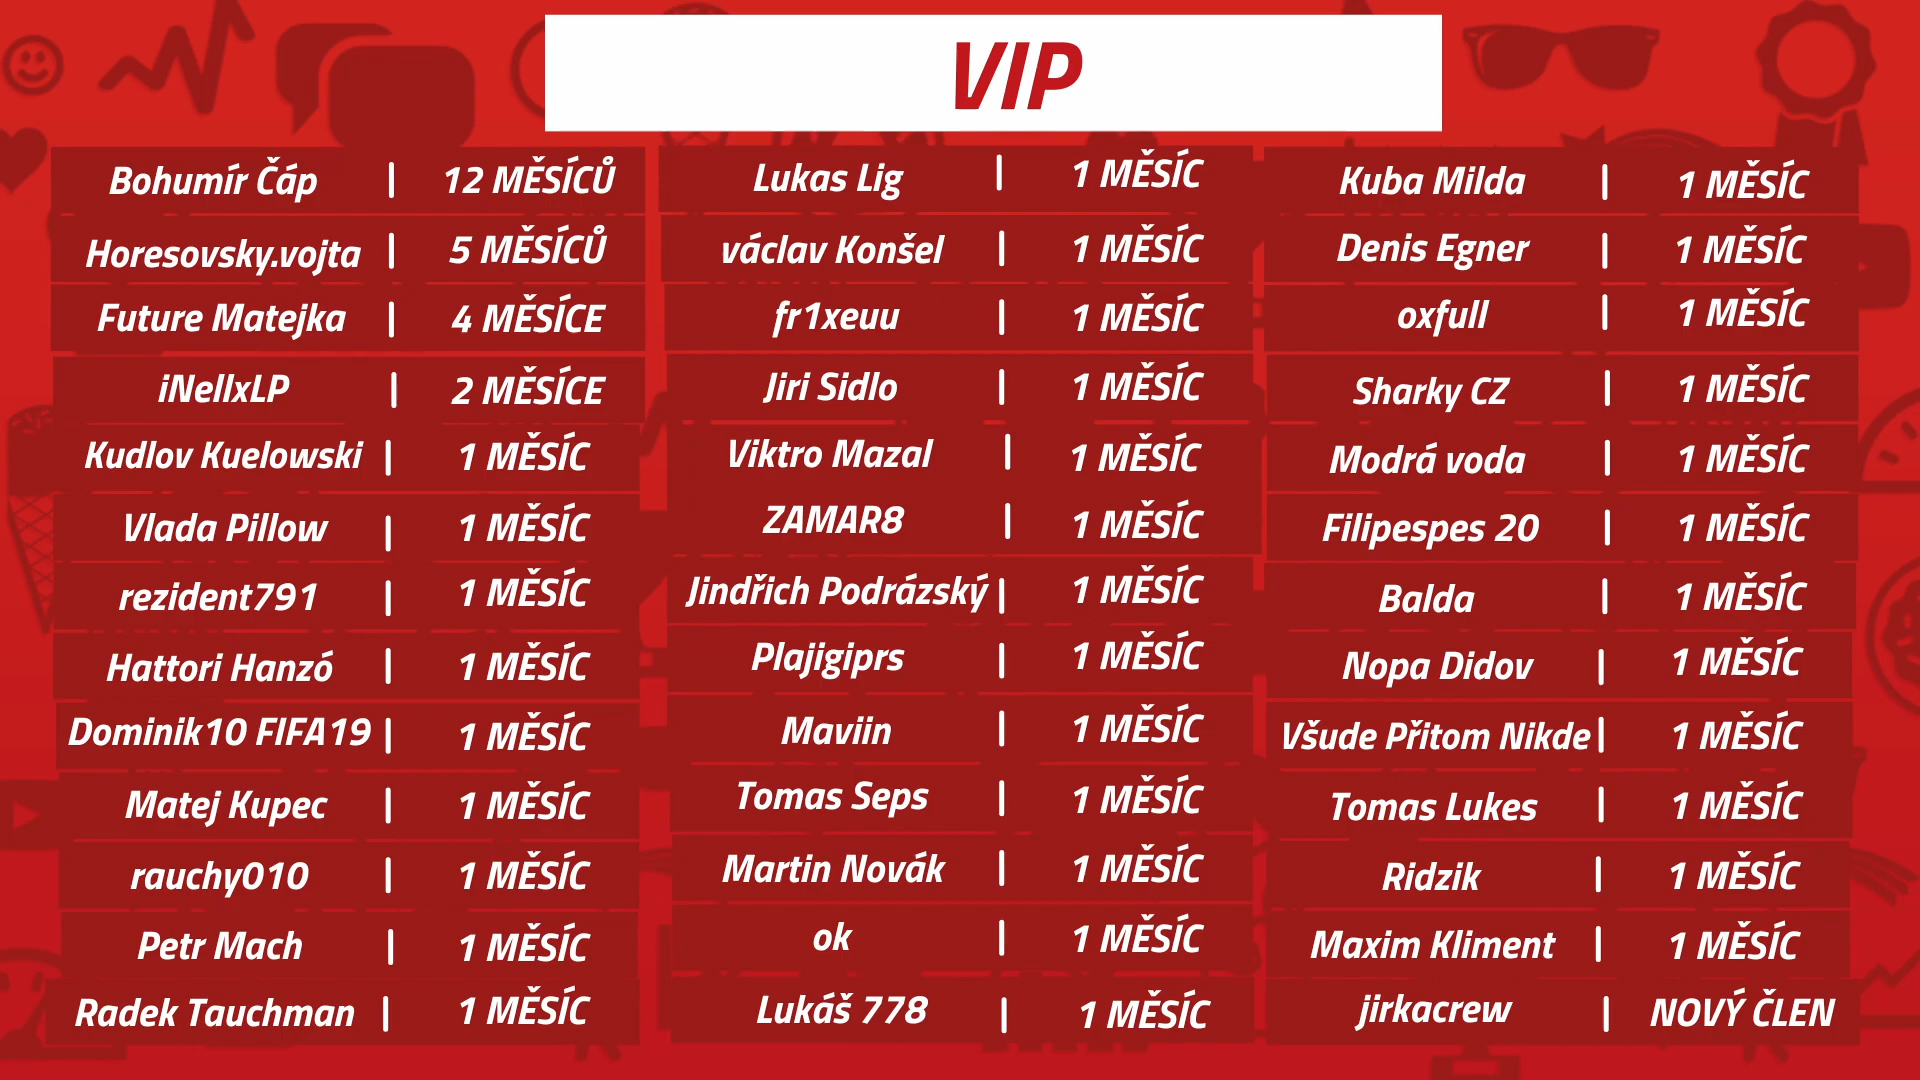 VIP
Bohumír Čáp | 12 MĚSÍCŮ
Horesovsky.vojta | 5 MĚSÍCŮ
Future Matejka | 4 MĚSÍCE
iNellxLP | 2 MĚSÍCE
Kudlov Kuelowski | 1 MĚSÍC
Vlada Pillow | 1 MĚSÍC
rezident791 | 1 MĚSÍC
Hattori Hanzó | 1 MĚSÍC
Dominik10 FIFA19 | 1 MĚSÍC
Matej Kupec | 1 MĚSÍC
rauchy010 | 1 MĚSÍC
Petr Mach | 1 MĚSÍC
Radek Tauchman | 1 MĚSÍC
Lukas Lig | 1 MĚSÍC
václav Konšel | 1 MĚSÍC
fr1xeuu | 1 MĚSÍC
Jiri Sidlo | 1 MĚSÍC
Viktro Mazal | 1 MĚSÍC
ZAMAR8 | 1 MĚSÍC
Jindřich Podrázský | 1 MĚSÍC
Plajigiprs | 1 MĚSÍC
Maviin | 1 MĚSÍC
Tomas Seps | 1 MĚSÍC
Martin Novák | 1 MĚSÍC
ok | 1 MĚSÍC
Lukáš 778 | 1 MĚSÍC
Kuba Milda | 1 MĚSÍC
Denis Egner | 1 MĚSÍC
oxfull | 1 MĚSÍC
Sharky CZ | 1 MĚSÍC
Modrá voda | 1 MĚSÍC
Filipespes 20 | 1 MĚSÍC
Balda | 1 MĚSÍC
Nopa Didov | 1 MĚSÍC
Všude Přitom Nikde | 1 MĚSÍC
Tomas Lukes | 1 MĚSÍC
Ridzik | 1 MĚSÍC
Maxim Kliment | 1 MĚSÍC
jirkacrew | NOVÝ ČLEN